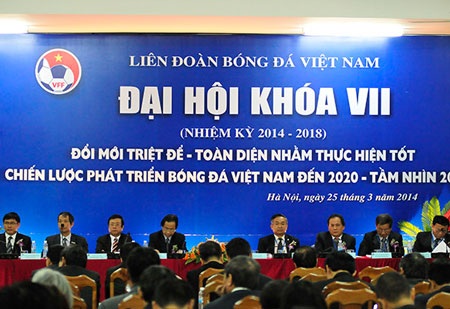 LIÊN ĐOÀN BÓNG ĐÁ VIỆT NAM
VFF
ĐẠI HỘI KHÓA VII
(NHIỆM KỲ 2014 - 2018)
ĐỔI MỚI TRIỆT ĐỂ - TOÀN DIỆN NHẰM THỰC HIỆN TỐT
CHIẾN LƯỢC PHÁT TRIỂN BÓNG ĐÁ VIỆT NAM ĐẾN 2020 - TẦM NHÌN 20
Hà Nội, ngày 25 tháng 3 năm 2014